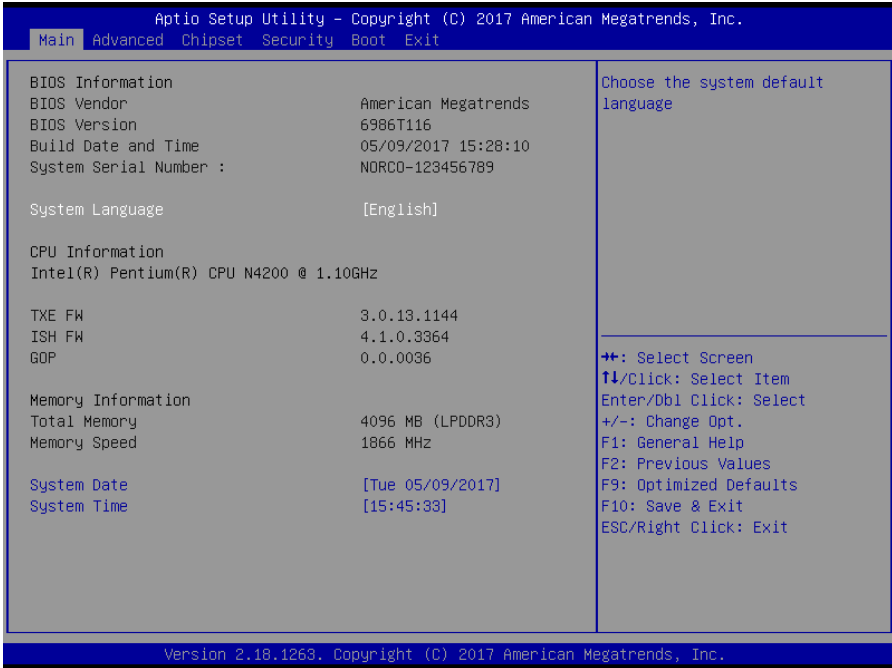 Aptio Setup Utility – Copyright (C) 2017 American Megatrends, Inc.
Main Advanced Chipset Security Boot Exit
BIOS Information
BIOS Vendor American Megatrends
BIOS Version 6986T116
Build Date and Time 05/09/2017 15:28:10
System Serial Number : NORCO-123456789
System Language [English]
CPU Information
Intel(R) Pentium(R) CPU N4200 @ 1.10GHz
TXE FW 3.0.13.1144
ISH FW 4.1.0.3364
GOP 0.0.0036
Memory Information
Total Memory 4096 MB (LPDDR3)
Memory Speed 1866 MHz
System Date [Tue 05/09/2017]
System Time [15:45:33]
Choose the system default
language
→←: Select Screen
↑↓/Click: Select Item
Enter/Dbl Click: Select
+/-: Change Opt.
F1: General Help
F2: Previous Values
F9: Optimized Defaults
F10: Save & Exit
ESC/Right Click: Exit
Version 2.18.1263. Copyright (C) 2017 American Megatrends, Inc.